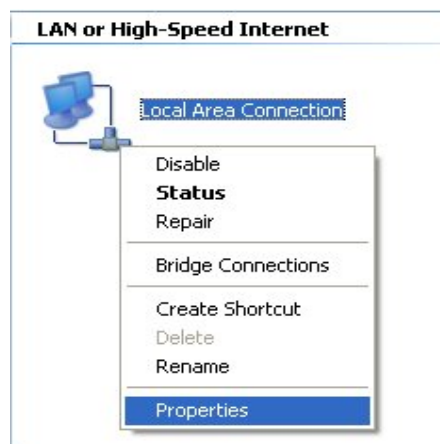 LAN or High-Speed Internet
Local Area Connection
Disable
Status
Repair
Bridge Connections
Create Shortcut
Delete
Rename
Properties